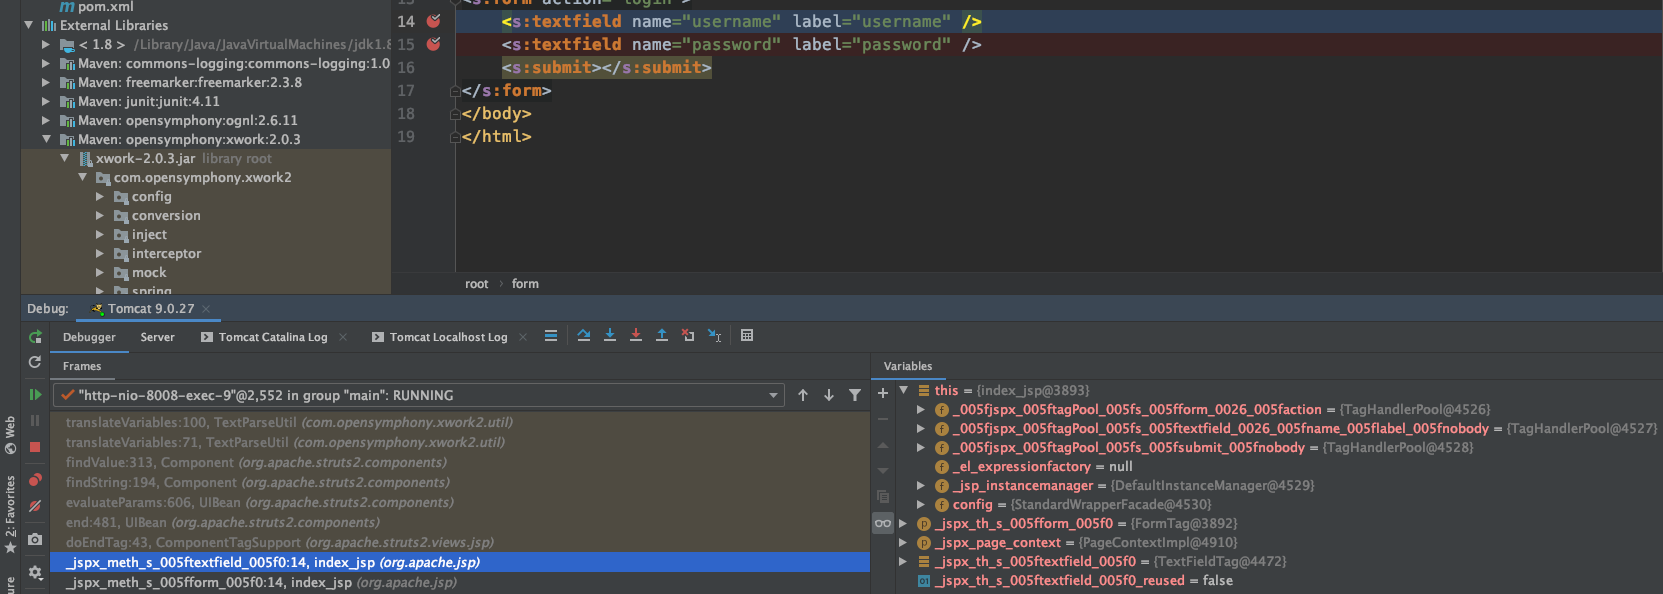 pom.xml
External Libraries
< 1.8 > /Library/Java/JavaVirtualMachines/jdk1.8
Maven: commons-logging:commons-logging:1.0
Maven: freemarker:freemarker:2.3.8
Maven: junit:junit:4.11
Maven: opensymphony:ognl:2.6.11
Maven: opensymphony:xwork:2.0.3
xwork-2.0.3.jar library root
com.opensymphony.xwork2
config
conversion
inject
interceptor
mock
spring
13 <s:form action="login">
14 <s:textfield name="username" label="username" />
15 <s:textfield name="password" label="password" />
16 <s:submit></s:submit>
17 </s:form>
18 </body>
19 </html>
root › form
Debug: Tomcat 9.0.27
Debugger Server Tomcat Catalina Log Tomcat Localhost Log
Frames
"http-nio-8008-exec-9"@2,552 in group "main": RUNNING
translateVariables:100, TextParseUtil (com.opensymphony.xwork2.util)
translateVariables:71, TextParseUtil (com.opensymphony.xwork2.util)
findValue:313, Component (org.apache.struts2.components)
findString:194, Component (org.apache.struts2.components)
evaluateParams:606, UIBean (org.apache.struts2.components)
end:481, UIBean (org.apache.struts2.components)
doEndTag:43, ComponentTagSupport (org.apache.struts2.views.jsp)
_jspx_meth_s_005ftextfield_005f0:14, index_jsp (org.apache.jsp)
_jspx_meth_s_005fform_005f0:14, index_jsp (org.apache.jsp)
Variables
this = {index_jsp@3893}
_005fjspx_005ftagPool_005fs_005fform_0026_005faction = {TagHandlerPool@4526}
_005fjspx_005ftagPool_005fs_005ftextfield_0026_005fname_005flabel_005fnobody = {TagHandlerPool@4527}
_005fjspx_005ftagPool_005fs_005fsubmit_005fnobody = {TagHandlerPool@4528}
_el_expressionfactory = null
_jsp_instancemanager = {DefaultInstanceManager@4529}
config = {StandardWrapperFacade@4530}
_jspx_th_s_005fform_005f0 = {FormTag@3892}
_jspx_page_context = {PageContextImpl@4910}
_jspx_th_s_005ftextfield_005f0 = {TextFieldTag@4472}
_jspx_th_s_005ftextfield_005f0_reused = false
Web
2: Favorites